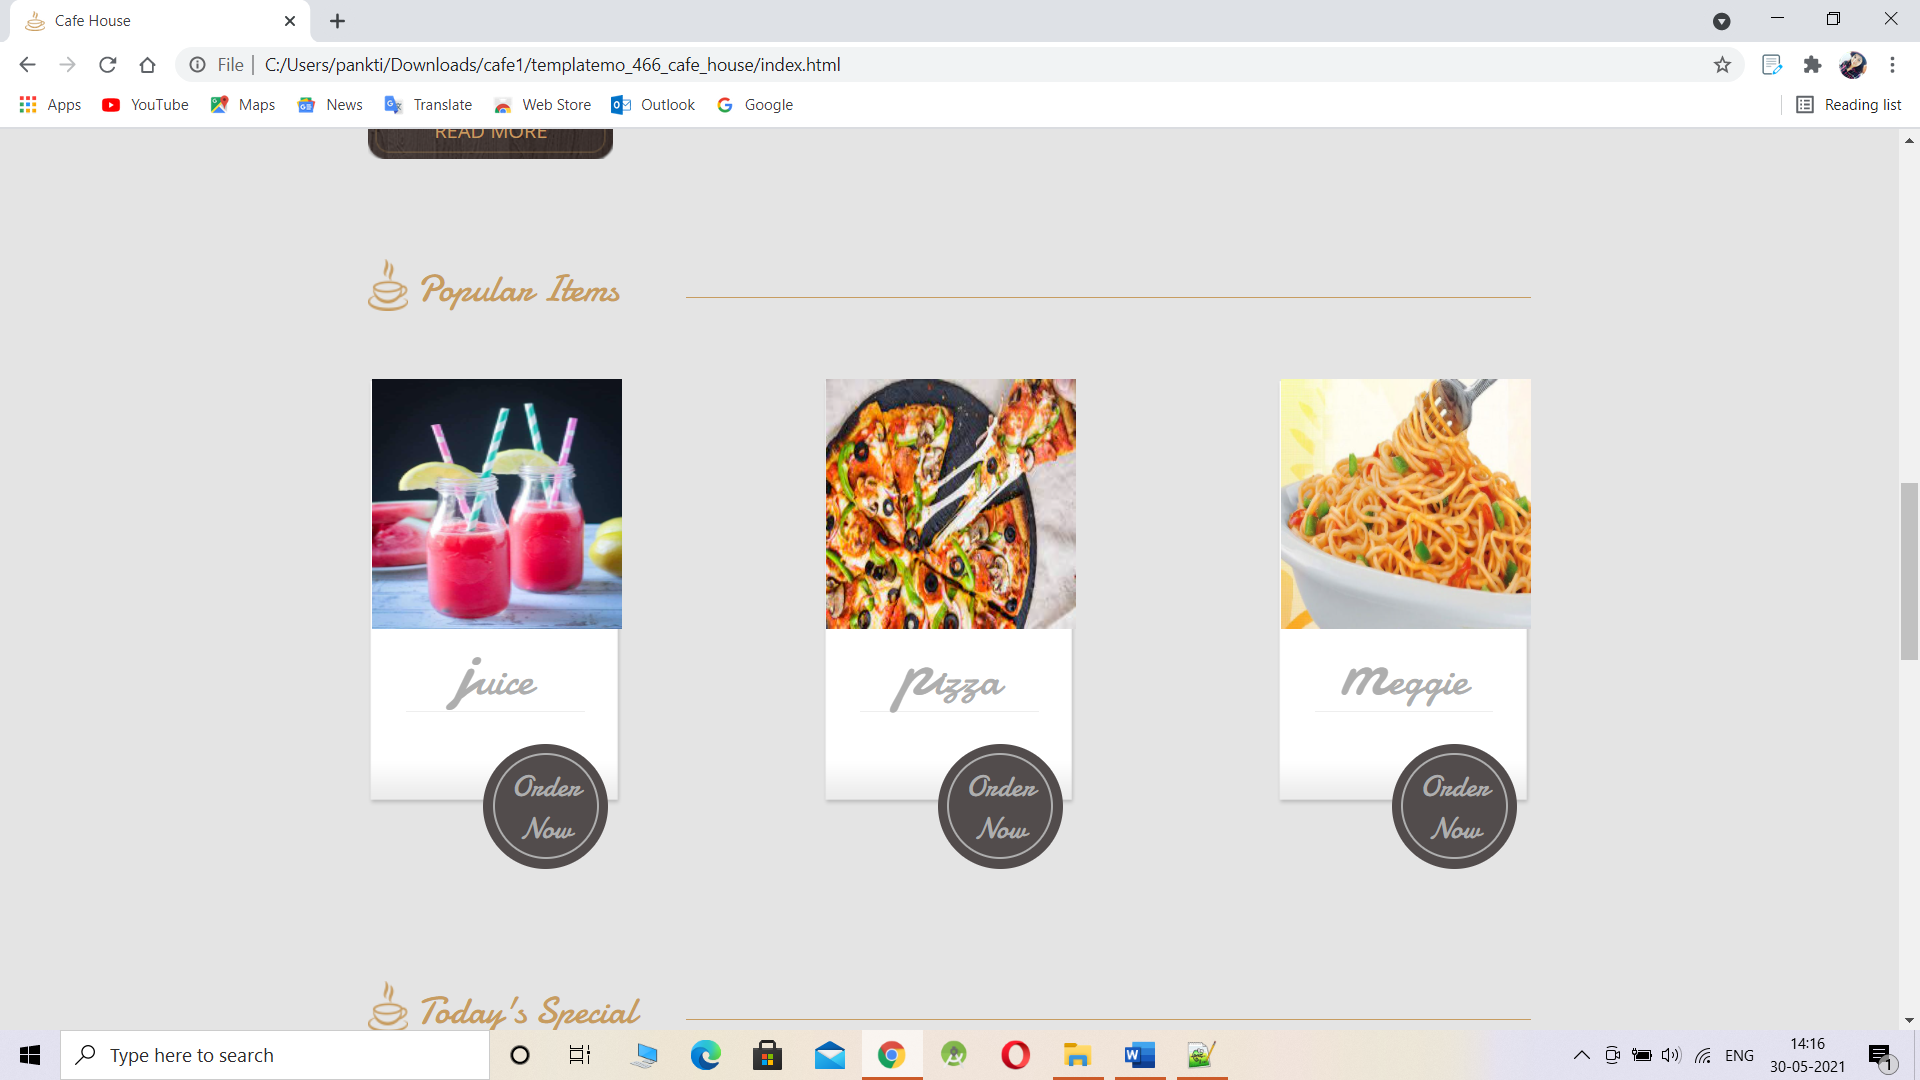 Cafe House
File
C:/Users/pankti/Downloads/cafe1/templatemo_466_cafe_house/index.html
Apps YouTube Maps News Translate Web Store Outlook Google Reading list
READ MORE
Popular Items
juice
Pizza
Meggie
Order
Now
Order
Now
Order
Now
Today's Special
Type here to search
ENG
14:16
30-05-2021
1